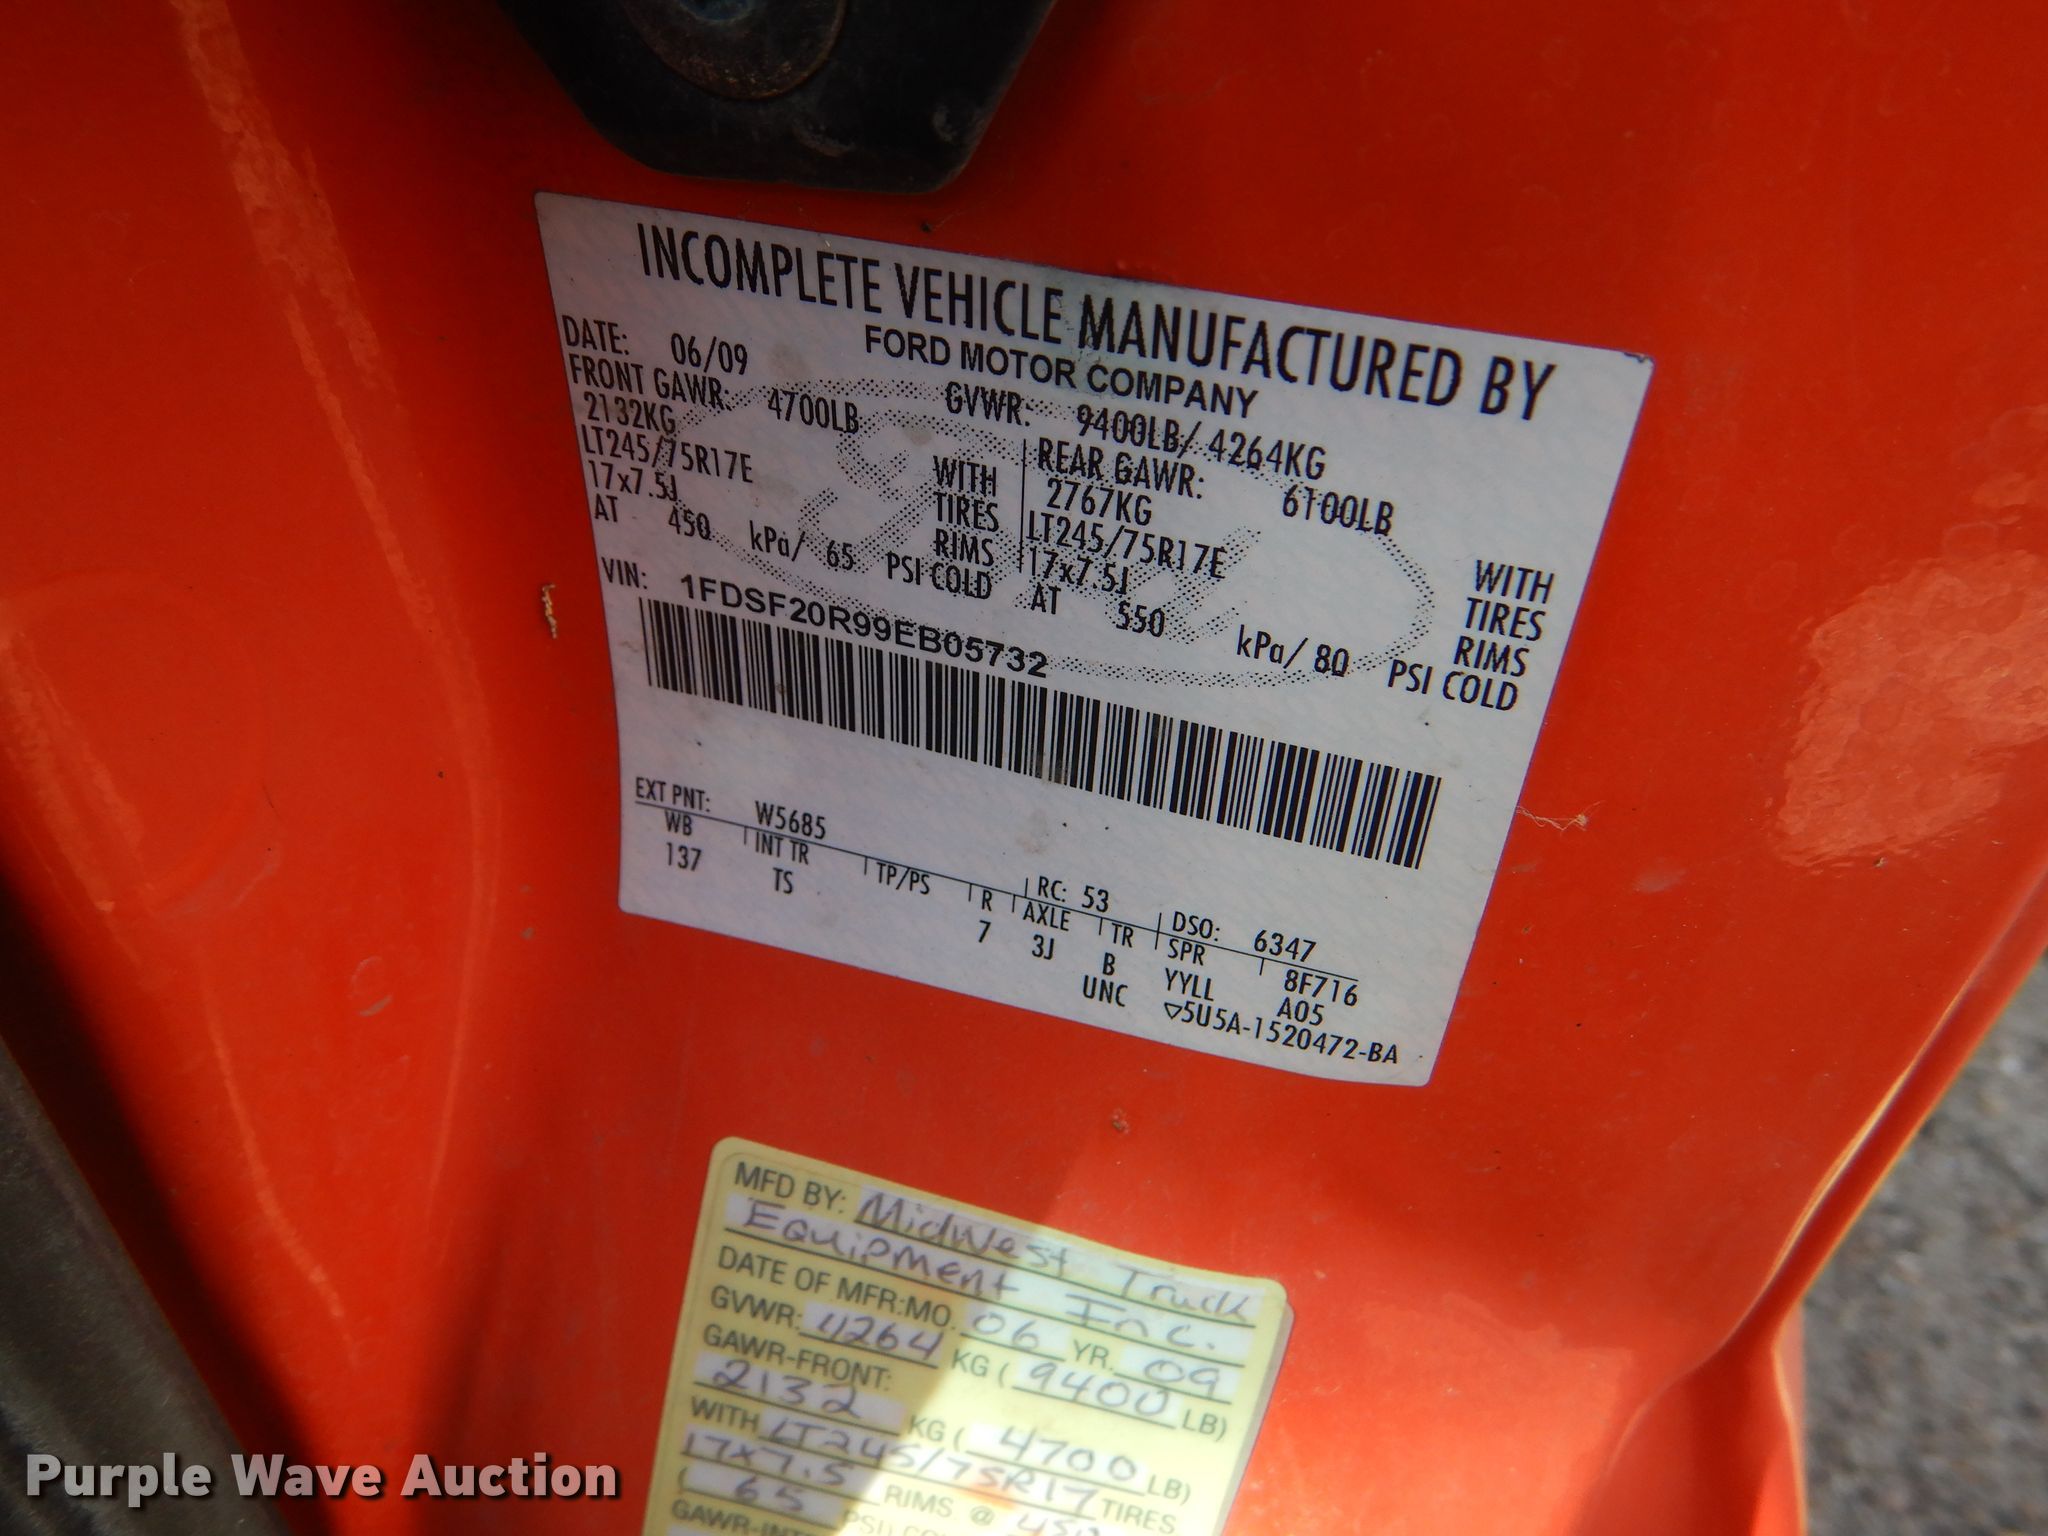 INCOMPLETE VEHICLE MANUFACTURED BY
FORD MOTOR COMPANY
DATE: 06/09 GVWR: 9400LB/ 4264KG
FRONT GAWR: 4700LB REAR GAWR: 6100LB
2132KG WITH 2767KG WITH
LT245/75R17E TIRES LT245/75R17E TIRES
17x7.5J RIMS 17x7.5J RIMS
AT 450 kPa/ 65 PSI COLD AT 550 kPa/ 80 PSI COLD
VIN: 1FDSF20R99EB05732
EXT PNT: W5685 RC: 53 DSO: 6347
WB INT TR TP/PS R AXLE TR SPR 8F716
137 TS 7 3J B YYLL A05
UNC ▽5U5A-1520472-BA
MFD BY: MidWest Truck
Equipment Inc.
DATE OF MFR: MO. 06 YR. 09
GVWR: 4264 KG ( 9400 LB)
GAWR-FRONT:
2132 KG ( 4700 LB)
WITH LT245/75R17 TIRES
17x7.5 RIMS @
( 65 PSI)
Purple Wave Auction